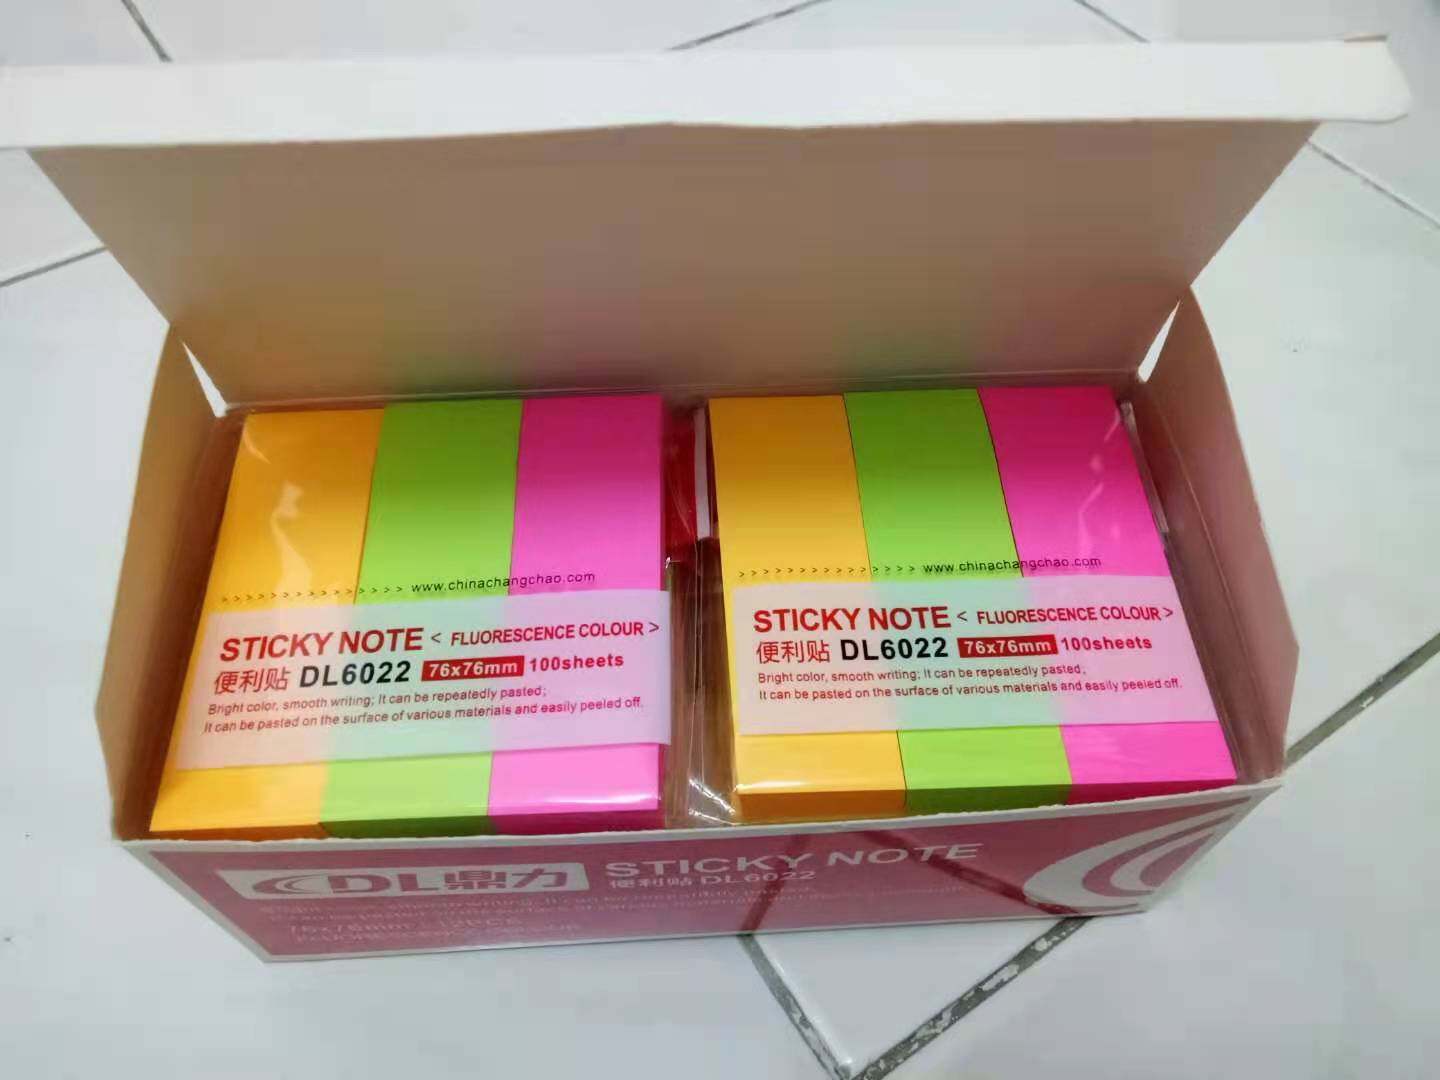 > > > > > > > > > > > > > > > www.chinachangchao.com
STICKY NOTE < FLUORESCENCE COLOUR >
便利贴 DL6022 76x76mm 100sheets
Bright color, smooth writing; It can be repeatedly pasted;
It can be pasted on the surface of various materials and easily peeled off.
> > > > > > > > > > > > > > > www.chinachangchao.com
STICKY NOTE < FLUORESCENCE COLOUR >
便利贴 DL6022 76x76mm 100sheets
Bright color, smooth writing; It can be repeatedly pasted;
It can be pasted on the surface of various materials and easily peeled off.
DL鼎力 STICKY NOTE
便利贴 DL6022
76x76mm